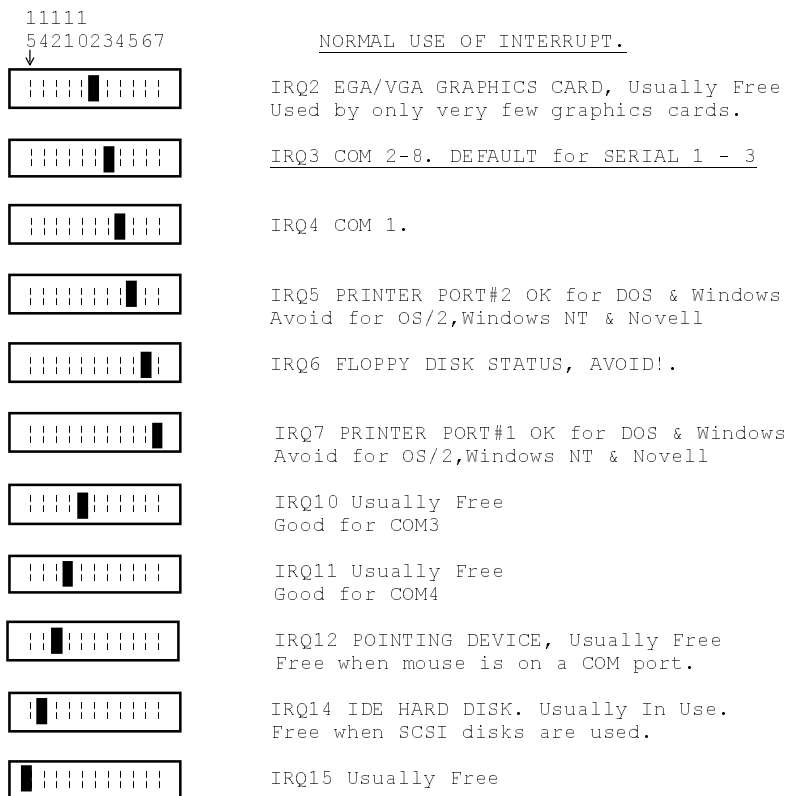 11111
54210234567
NORMAL USE OF INTERRUPT.
IRQ2 EGA/VGA GRAPHICS CARD, Usually Free
Used by only very few graphics cards.
IRQ3 COM 2-8. DEFAULT for SERIAL 1 - 3
IRQ4 COM 1.
IRQ5 PRINTER PORT#2 OK for DOS & Windows
Avoid for OS/2,Windows NT & Novell
IRQ6 FLOPPY DISK STATUS, AVOID!.
IRQ7 PRINTER PORT#1 OK for DOS & Windows
Avoid for OS/2,Windows NT & Novell
IRQ10 Usually Free
Good for COM3
IRQ11 Usually Free
Good for COM4
IRQ12 POINTING DEVICE, Usually Free
Free when mouse is on a COM port.
IRQ14 IDE HARD DISK. Usually In Use.
Free when SCSI disks are used.
IRQ15 Usually Free